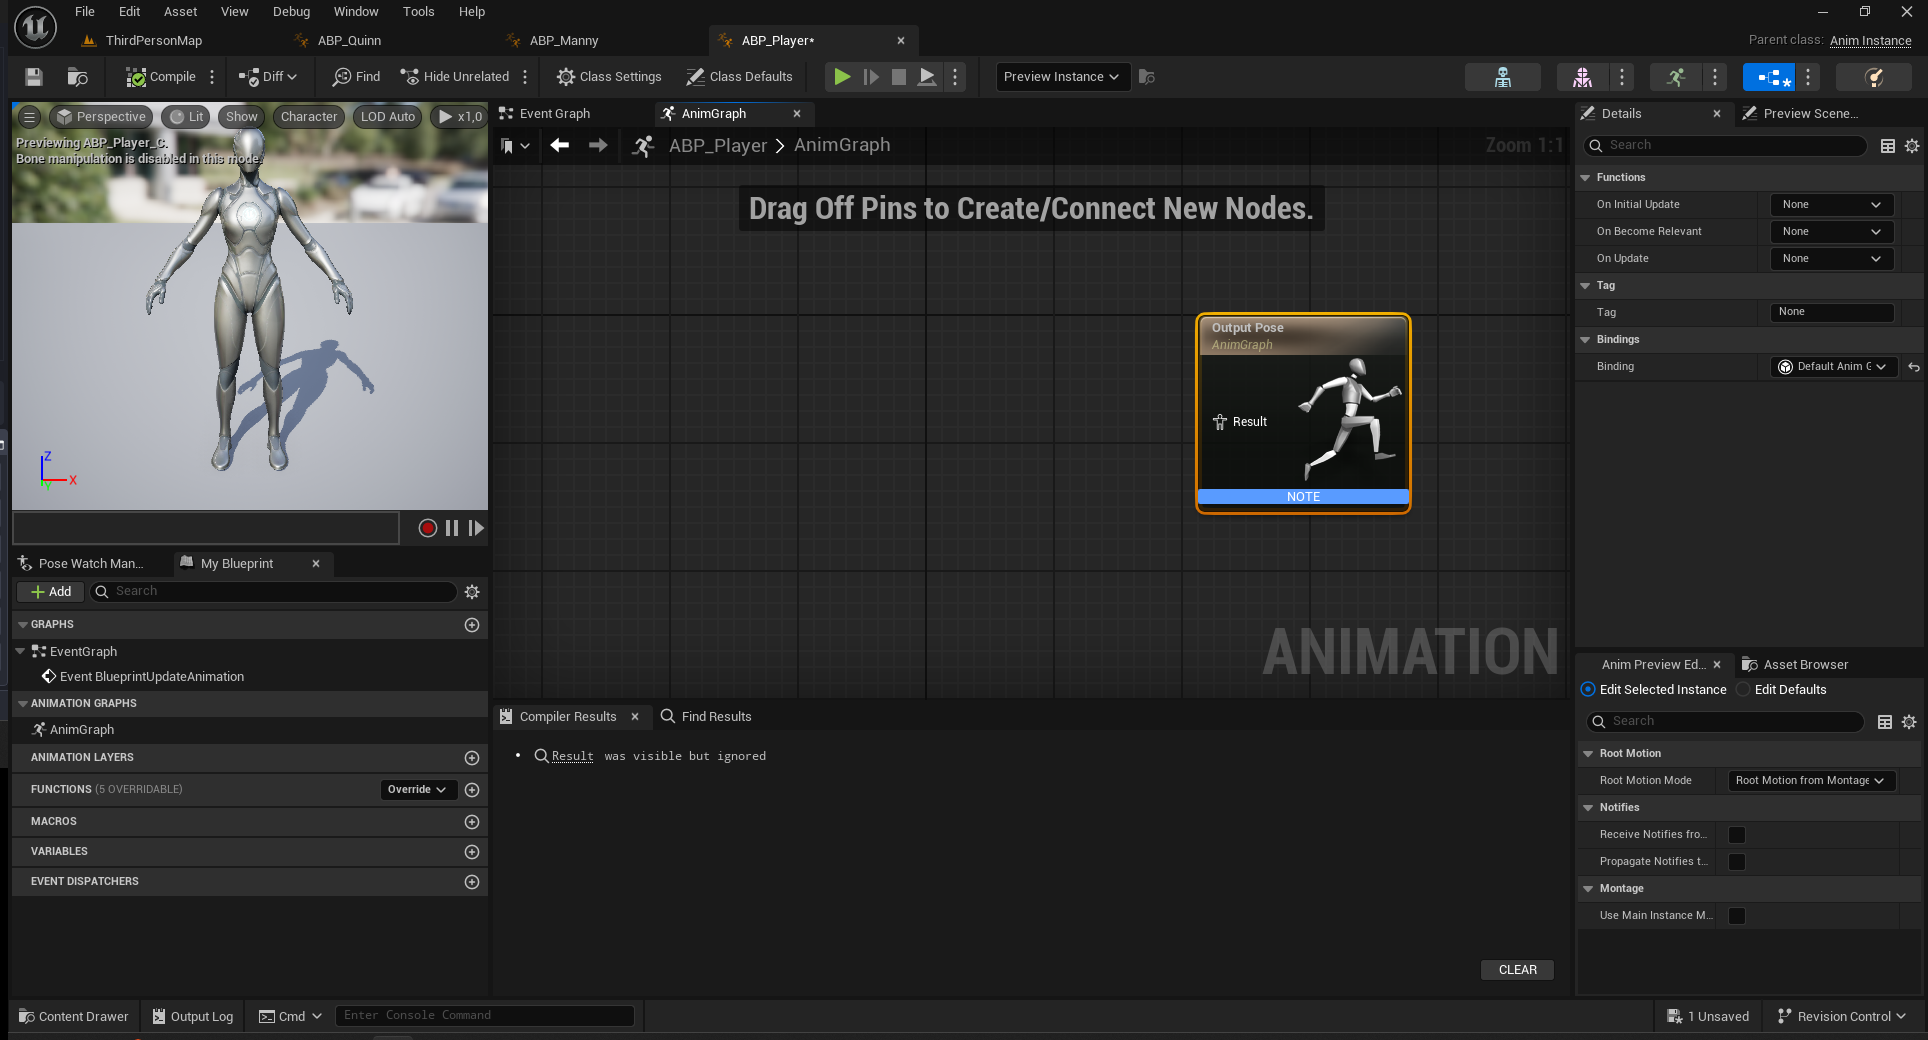 File Edit Asset View Debug Window Tools Help
ThirdPersonMap ABP_Quinn ABP_Manny ABP_Player*
Parent class: Anim Instance
Compile Diff Find Hide Unrelated Class Settings Class Defaults Preview Instance
Perspective Lit Show Character LOD Auto x1,0
Previewing ABP_Player_C.
Bone manipulation is disabled in this mode.
Z
X
Y
Event Graph AnimGraph
ABP_Player > AnimGraph
Zoom 1:1
Drag Off Pins to Create/Connect New Nodes.
Output Pose
AnimGraph
Result
NOTE
ANIMATION
Pose Watch Man... My Blueprint
Add Search
GRAPHS
EventGraph
Event BlueprintUpdateAnimation
ANIMATION GRAPHS
AnimGraph
ANIMATION LAYERS
FUNCTIONS (5 OVERRIDABLE) Override
MACROS
VARIABLES
EVENT DISPATCHERS
Compiler Results Find Results
• Result was visible but ignored
CLEAR
Details Preview Scene...
Search
Functions
On Initial Update None
On Become Relevant None
On Update None
Tag
Tag None
Bindings
Binding Default Anim G
Anim Preview Ed... Asset Browser
Edit Selected Instance Edit Defaults
Search
Root Motion
Root Motion Mode Root Motion from Montage
Notifies
Receive Notifies fro...
Propagate Notifies t...
Montage
Use Main Instance M...
Content Drawer Output Log Cmd Enter Console Command 1 Unsaved Revision Control